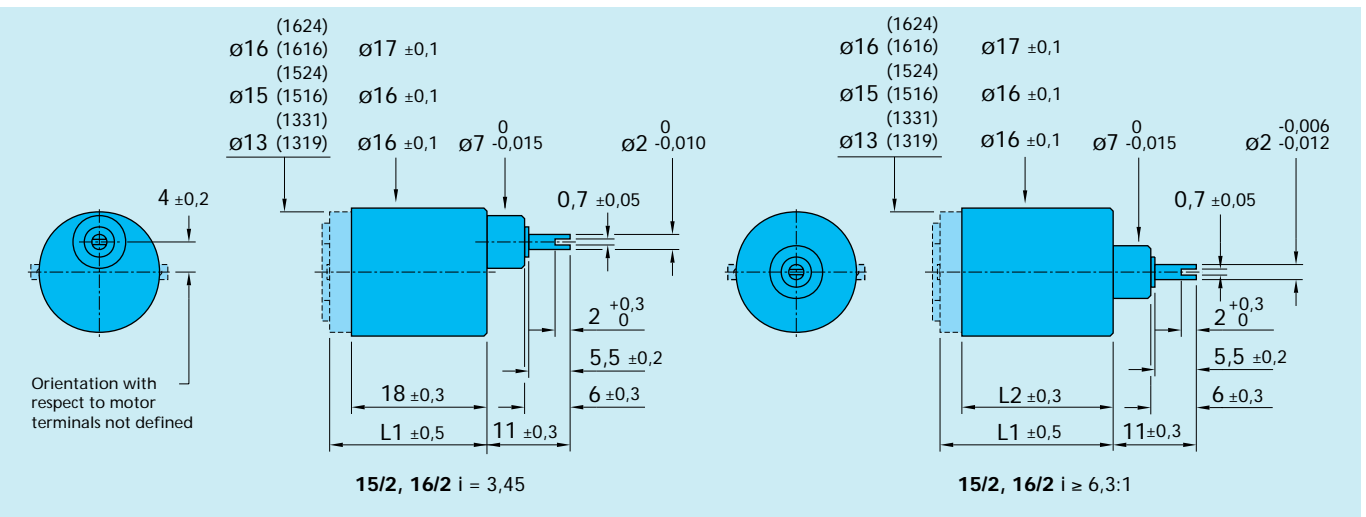 (1624)
ø16 (1616) ø17 ±0,1
(1524)
ø15 (1516) ø16 ±0,1
(1331)
ø13 (1319) ø16 ±0,1 ø7 0 -0,015 ø2 0 -0,010
4 ±0,2
0,7 ±0,05
2 +0,3 0
5,5 ±0,2
18 ±0,3
6 ±0,3
L1 ±0,5
11 ±0,3
Orientation with
respect to motor
terminals not defined
15/2, 16/2 i = 3,45
(1624)
ø16 (1616) ø17 ±0,1
(1524)
ø15 (1516) ø16 ±0,1
(1331)
ø13 (1319) ø16 ±0,1 ø7 0 -0,015 ø2 -0,006 -0,012
0,7 ±0,05
2 +0,3 0
5,5 ±0,2
L2 ±0,3
6 ±0,3
L1 ±0,5
11±0,3
15/2, 16/2 i ≥ 6,3:1